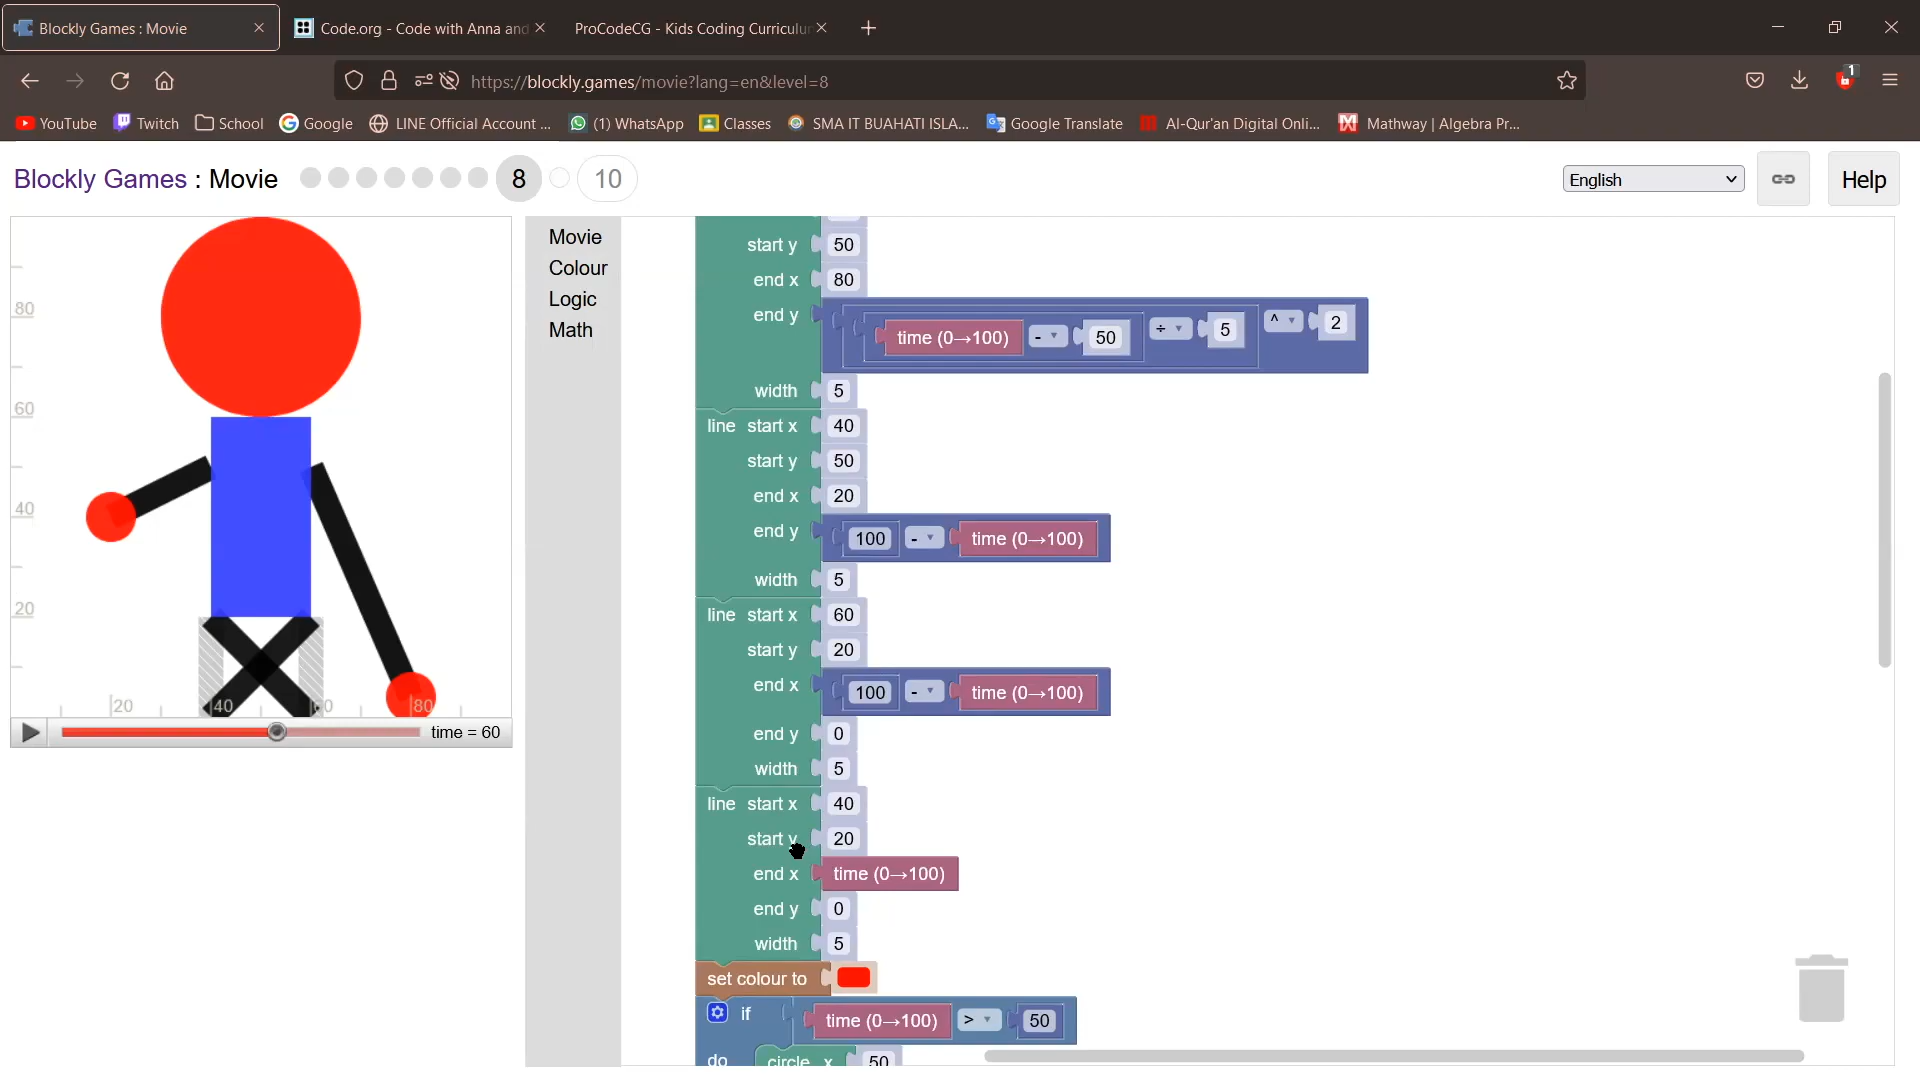 Blockly Games : Movie
Code.org - Code with Anna and
ProCodeCG - Kids Coding Curriculu
https://blockly.games/movie?lang=en&level=8
1
YouTube
Twitch
School
Google
LINE Official Account ...
(1) WhatsApp
Classes
SMA IT BUAHATI ISLA...
Google Translate
Al-Qur'an Digital Onli...
Mathway | Algebra Pr...
Blockly Games : Movie
8
10
English
Help
80
60
40
20
20
40
80
time = 60
Movie
Colour
Logic
Math
start y 50
end x 80
end y time (0→100) - 50 ÷ 5 ^ 2
width 5
line start x 40
start y 50
end x 20
end y 100 - time (0→100)
width 5
line start x 60
start y 20
end x 100 - time (0→100)
end y 0
width 5
line start x 40
start y 20
end x time (0→100)
end y 0
width 5
set colour to
if time (0→100) > 50
do circle x 50